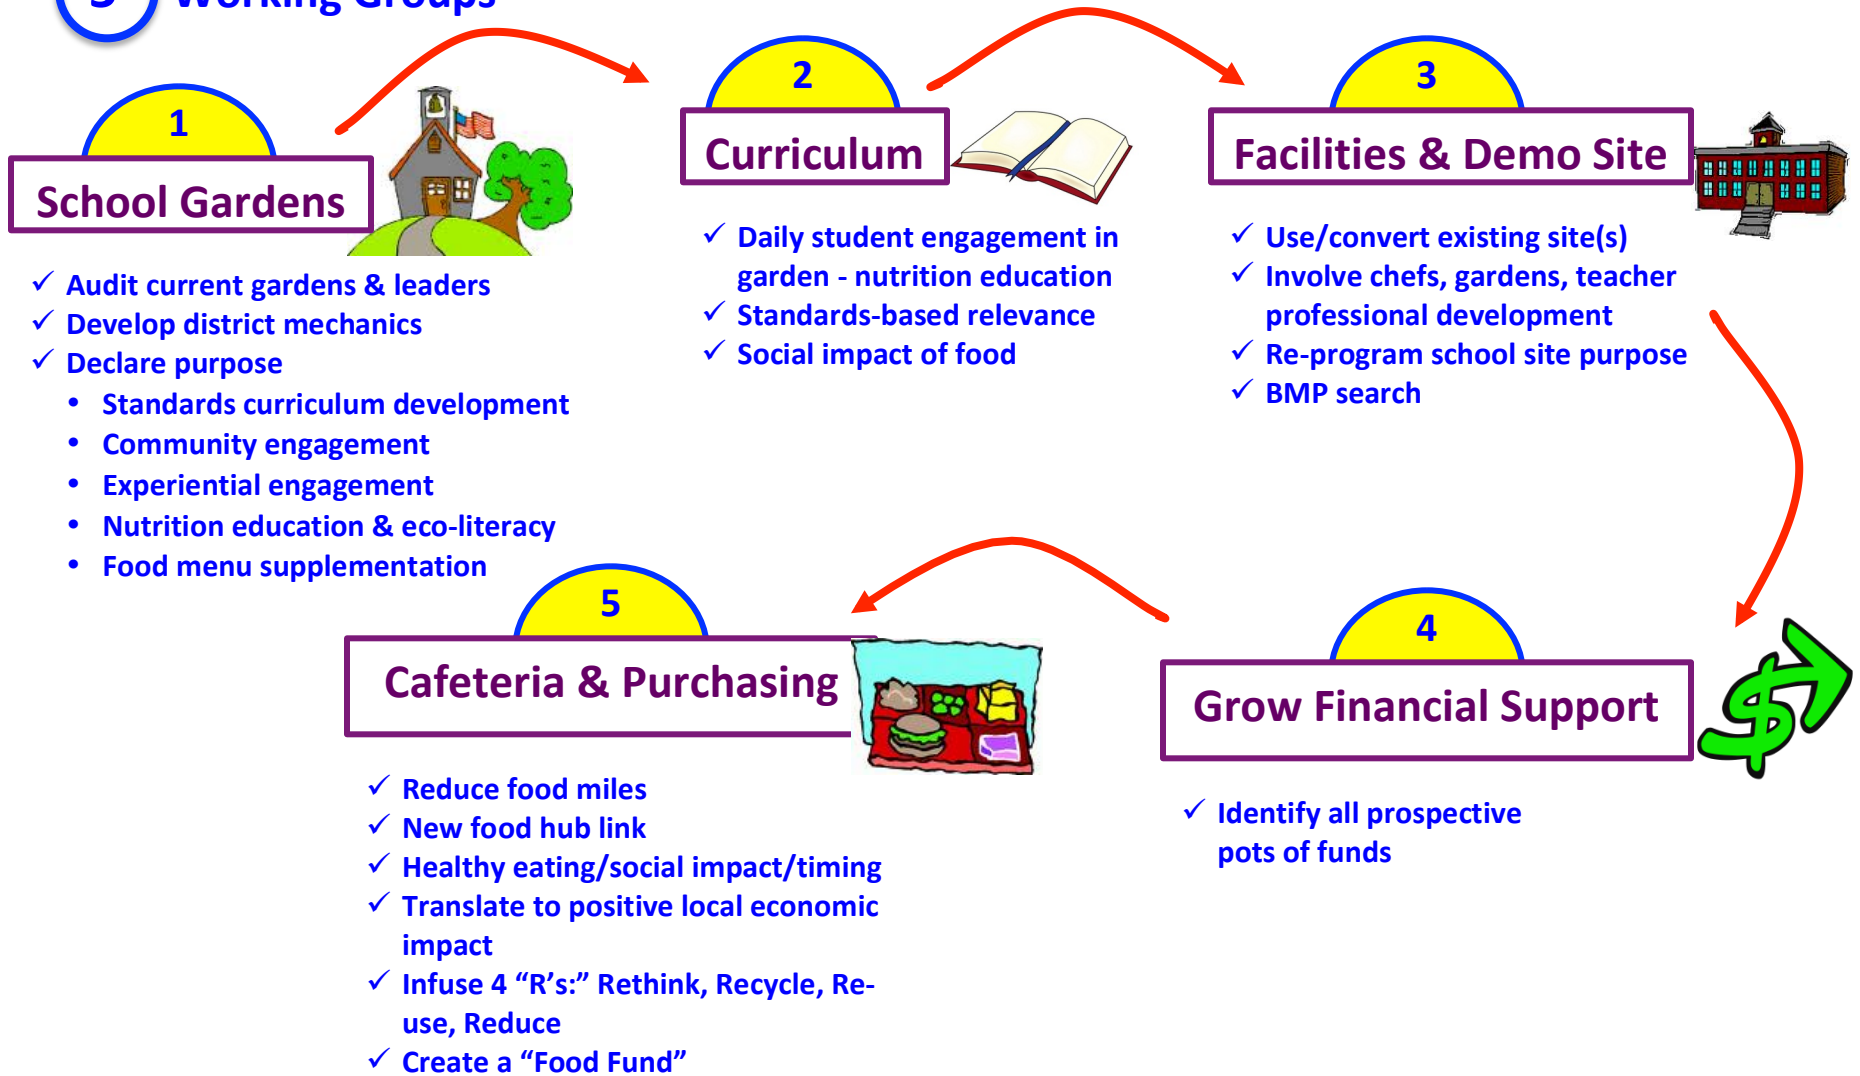 Working Groups
1
School Gardens
✓ Audit current gardens & leaders
✓ Develop district mechanics
✓ Declare purpose
• Standards curriculum development
• Community engagement
• Experiential engagement
• Nutrition education & eco-literacy
• Food menu supplementation
2
Curriculum
✓ Daily student engagement in
garden - nutrition education
✓ Standards-based relevance
✓ Social impact of food
3
Facilities & Demo Site
✓ Use/convert existing site(s)
✓ Involve chefs, gardens, teacher
professional development
✓ Re-program school site purpose
✓ BMP search
4
Grow Financial Support
✓ Identify all prospective
pots of funds
5
Cafeteria & Purchasing
✓ Reduce food miles
✓ New food hub link
✓ Healthy eating/social impact/timing
✓ Translate to positive local economic
impact
✓ Infuse 4 “R’s:” Rethink, Recycle, Re-
use, Reduce
✓ Create a “Food Fund”